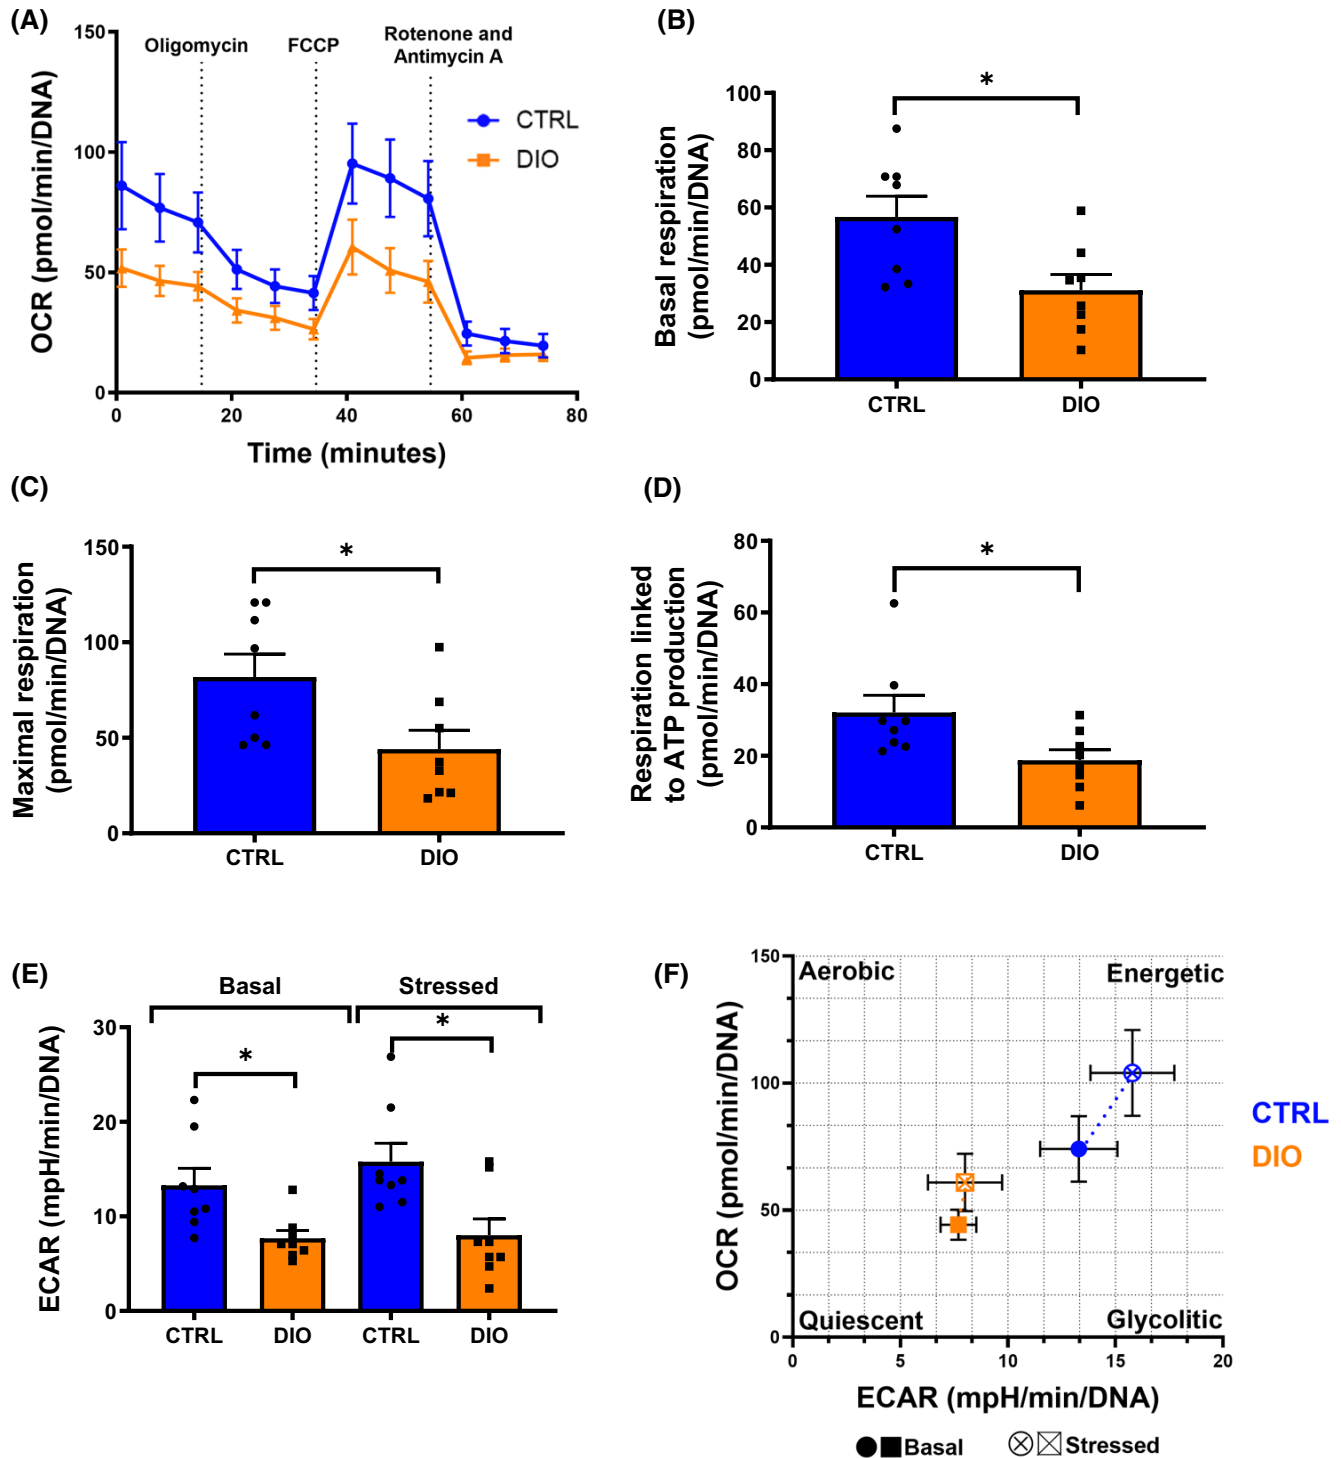 (A)
150
100
50
0
OCR (pmol/min/DNA)
Oligomycin
FCCP
Rotenone and
Antimycin A
CTRL
DIO
0 20 40 60 80
Time (minutes)
(B)
100
80
60
40
20
0
Basal respiration
(pmol/min/DNA)
*
CTRL DIO
(C)
150
100
50
0
Maximal respiration
(pmol/min/DNA)
*
CTRL DIO
(D)
80
60
40
20
0
Respiration linked
to ATP production
(pmol/min/DNA)
*
CTRL DIO
(E)
Basal Stressed
30
20
10
0
ECAR (mpH/min/DNA)
* *
CTRL DIO CTRL DIO
(F)
150
100
50
0
OCR (pmol/min/DNA)
Aerobic Energetic
Quiescent Glycolitic
CTRL
DIO
0 5 10 15 20
ECAR (mpH/min/DNA)
Basal Stressed